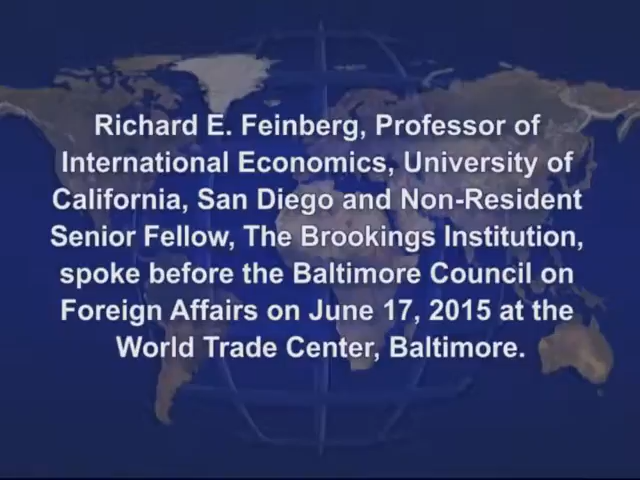 Richard E. Feinberg, Professor of
International Economics, University of
California, San Diego and Non-Resident
Senior Fellow, The Brookings Institution,
spoke before the Baltimore Council on
Foreign Affairs on June 17, 2015 at the
World Trade Center, Baltimore.